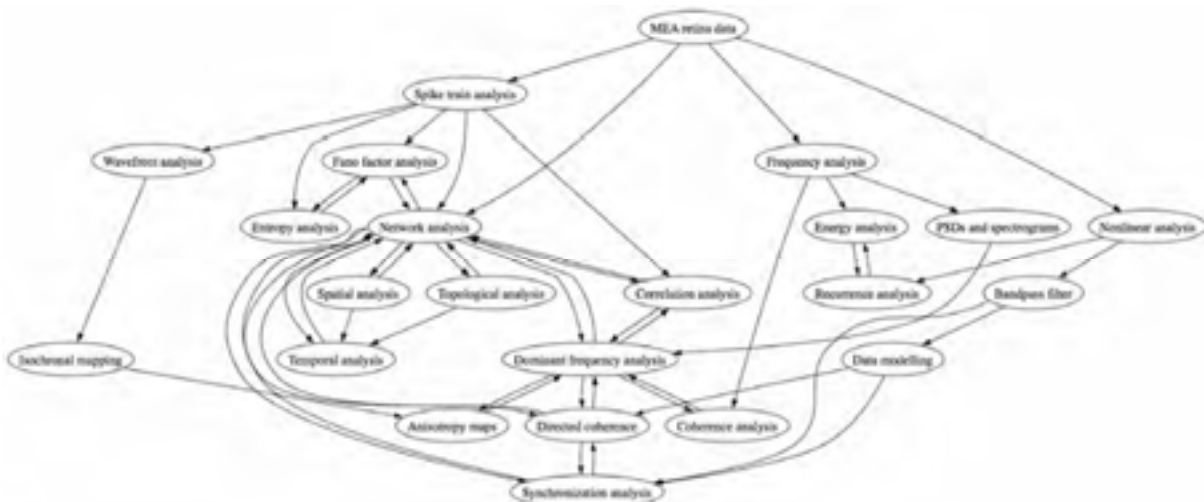 MEA retina data
Spike train analysis
Wavefront analysis
Fano factor analysis
Frequency analysis
Entropy analysis
Network analysis
Energy analysis
PSDs and spectrograms
Nonlinear analysis
Spatial analysis
Topological analysis
Correlation analysis
Recurrence analysis
Bandpass filter
Isochronal mapping
Temporal analysis
Dominant frequency analysis
Data modelling
Anisotropy maps
Directed coherence
Coherence analysis
Synchronization analysis